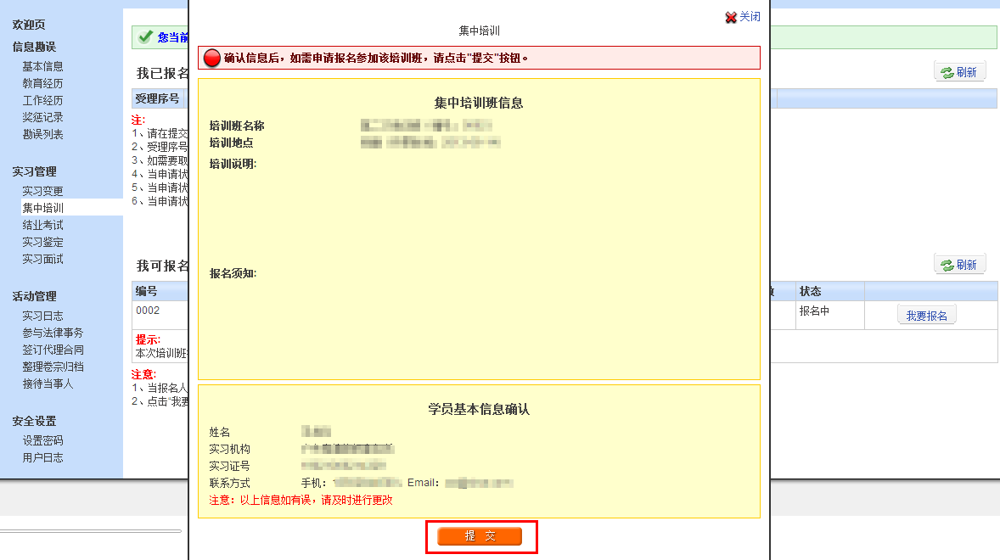 欢迎页
信息勘误
基本信息
教育经历
工作经历
奖惩记录
勘误列表
实习管理
实习变更
集中培训
结业考试
实习鉴定
实习面试
活动管理
实习日志
参与法律事务
签订代理合同
整理卷宗归档
接待当事人
安全设置
设置密码
用户日志
您当前
我已报名
刷新
受理序号
注:
1、请在提交
2、受理序号
3、如需要取
4、当申请状
5、当申请状
6、当申请状
我可报名
刷新
编号
状态
0002
报名中
我要报名
提示:
本次培训班
注意:
1、当报名人
2、点击"我要
关闭
集中培训
确认信息后，如需申请报名参加该培训班，请点击"提交"按钮。
集中培训班信息
培训班名称
培训地点
培训说明:
报名须知:
学员基本信息确认
姓名
实习机构
实习证号
联系方式 手机: Email:
注意：以上信息如有误，请及时进行更改
提 交